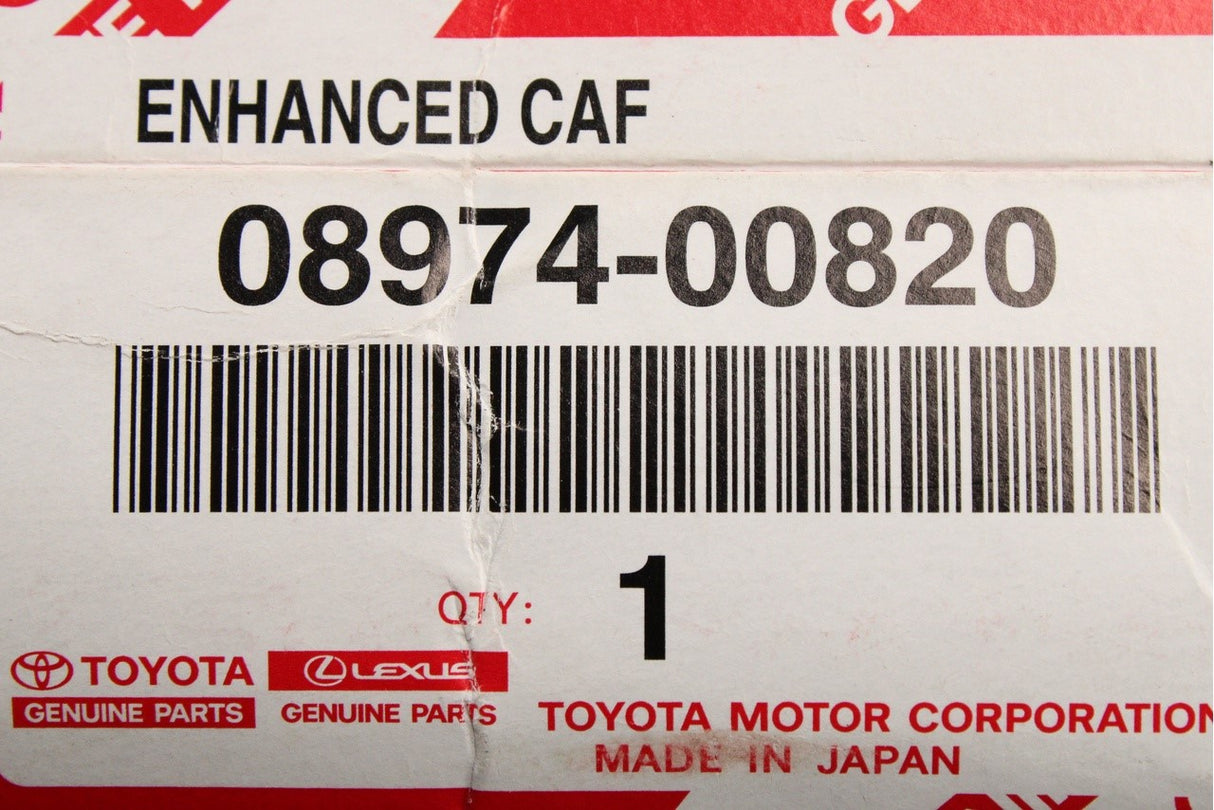 ENHANCED CAF
08974-00820
QTY: 1
TOYOTA
GENUINE PARTS
LEXUS
GENUINE PARTS
TOYOTA MOTOR CORPORATION
MADE IN JAPAN